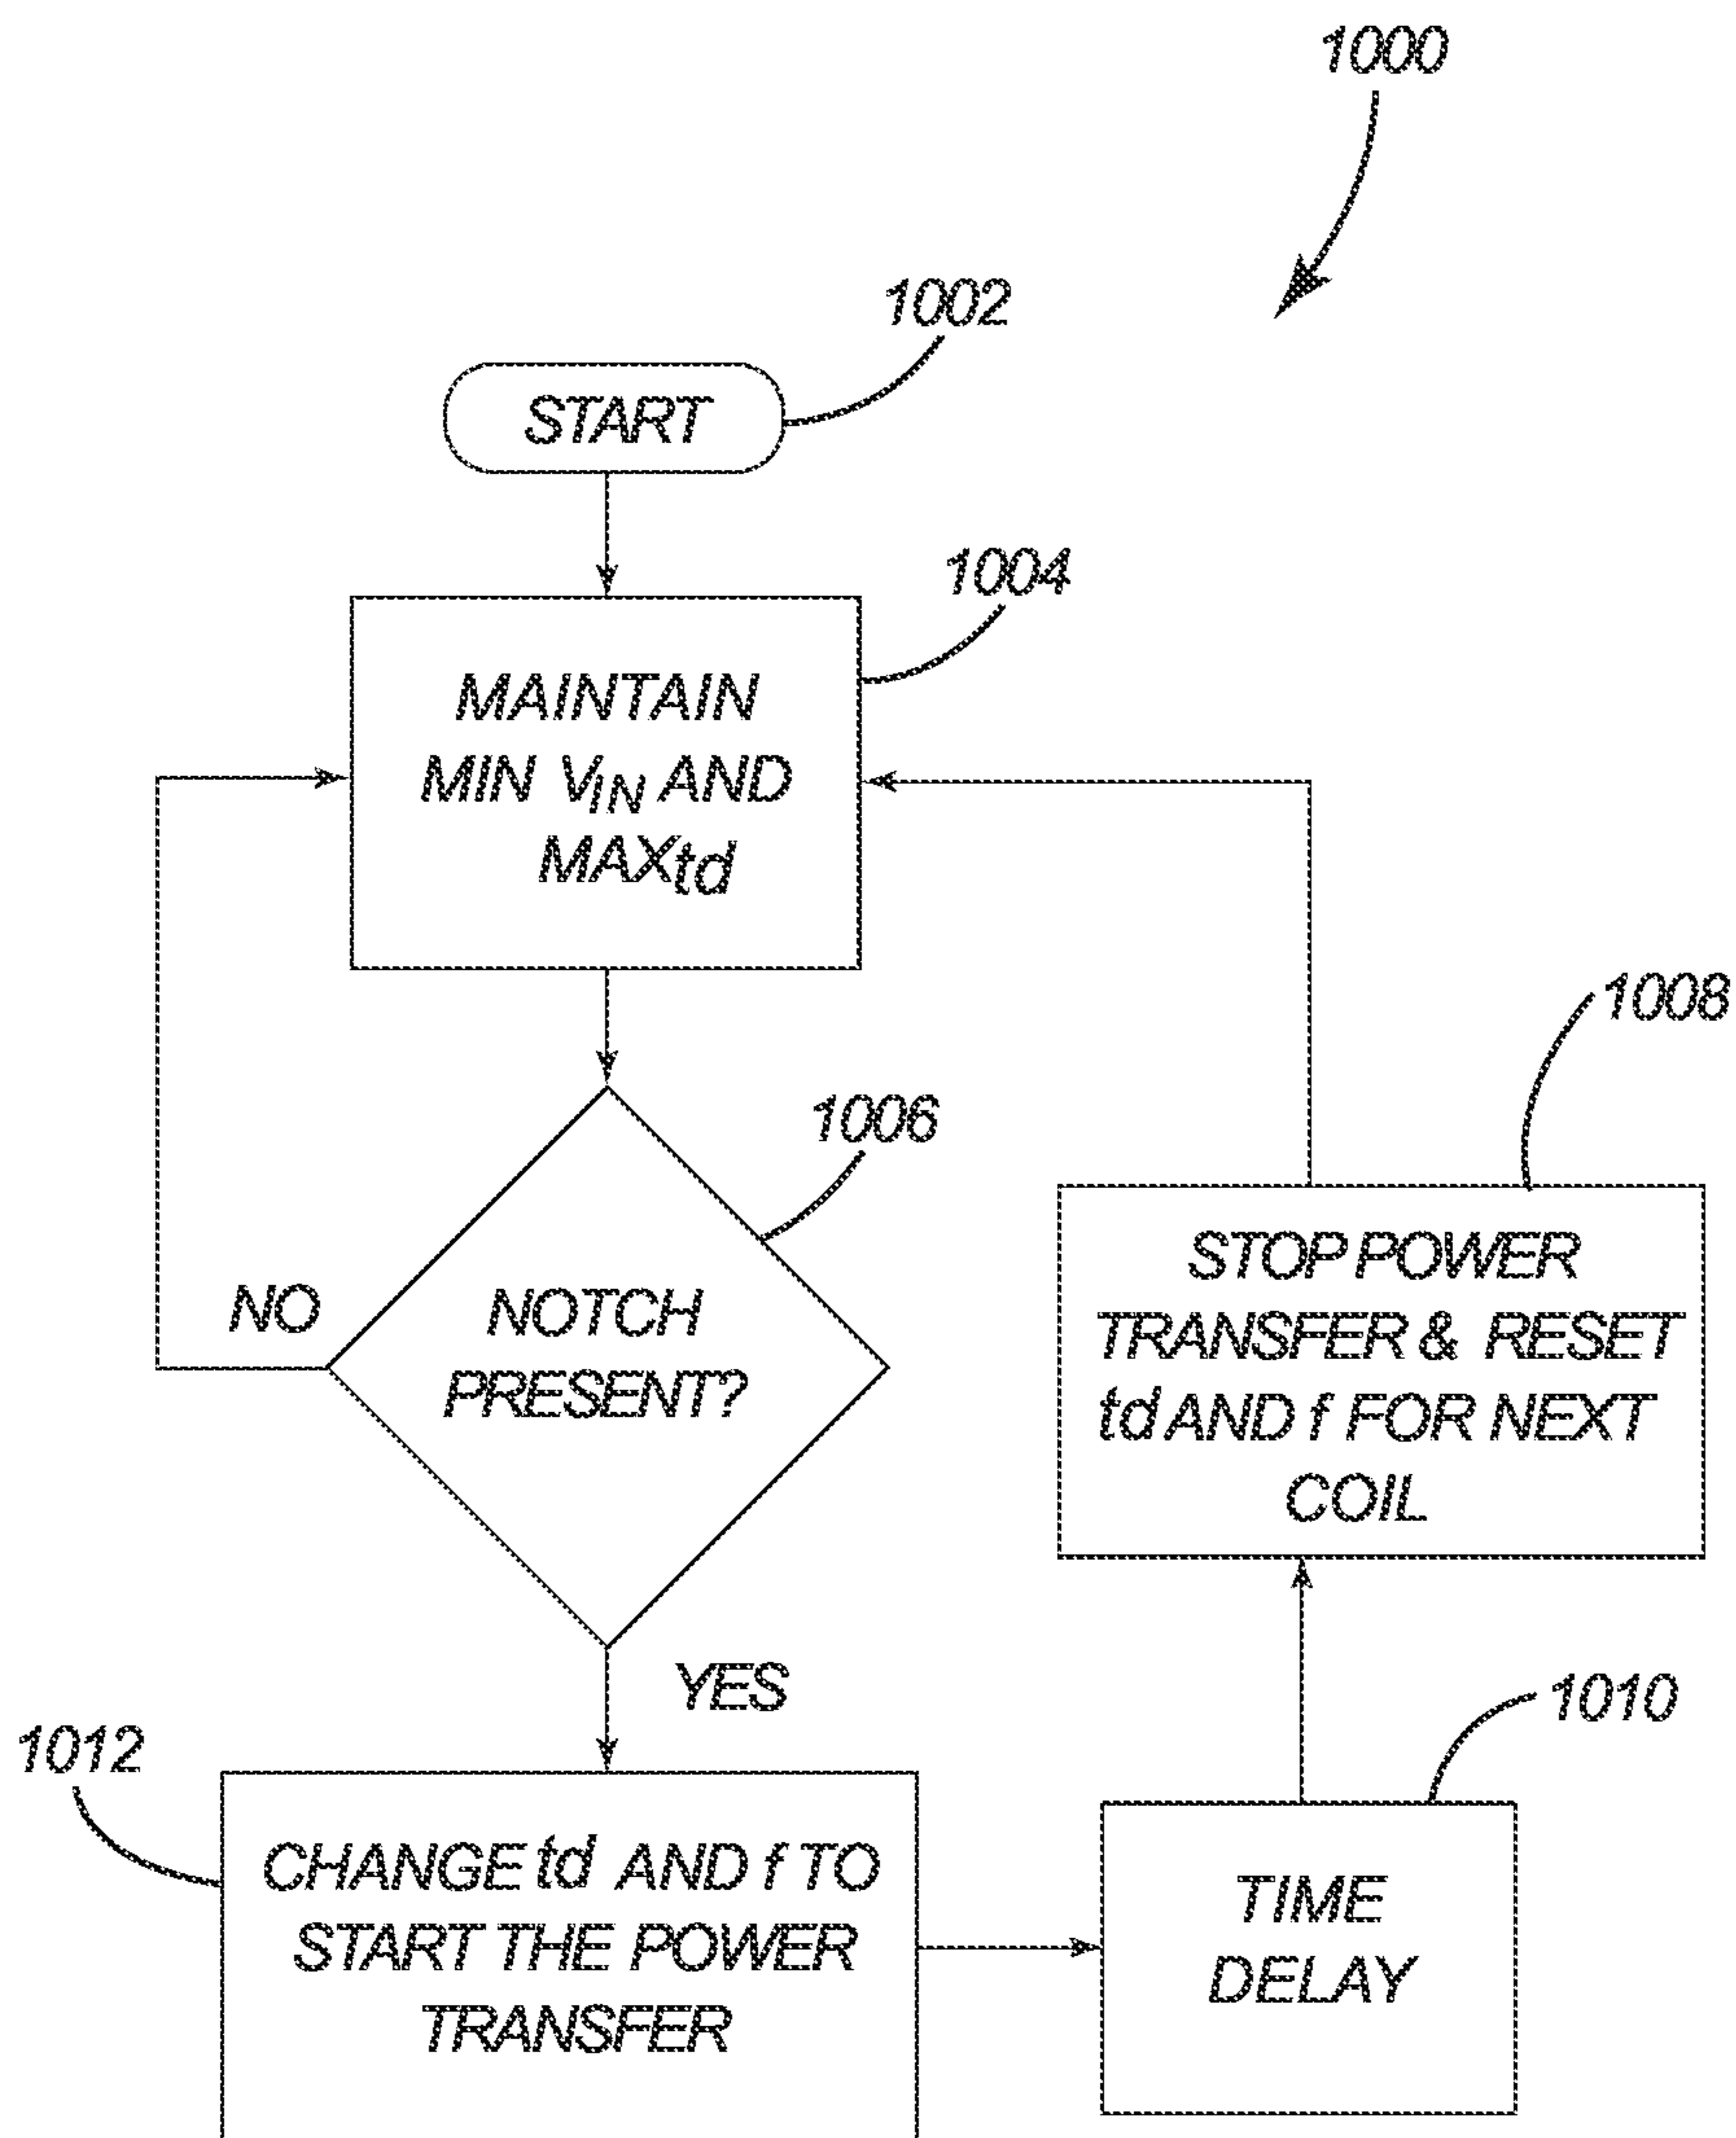 1000
1002
START
1004
MAINTAIN
MIN VIN AND
MAXtd
1006
NOTCH
PRESENT?
NO
YES
1008
STOP POWER
TRANSFER & RESET
td AND f FOR NEXT
COIL
1012
CHANGE td AND f TO
START THE POWER
TRANSFER
1010
TIME
DELAY